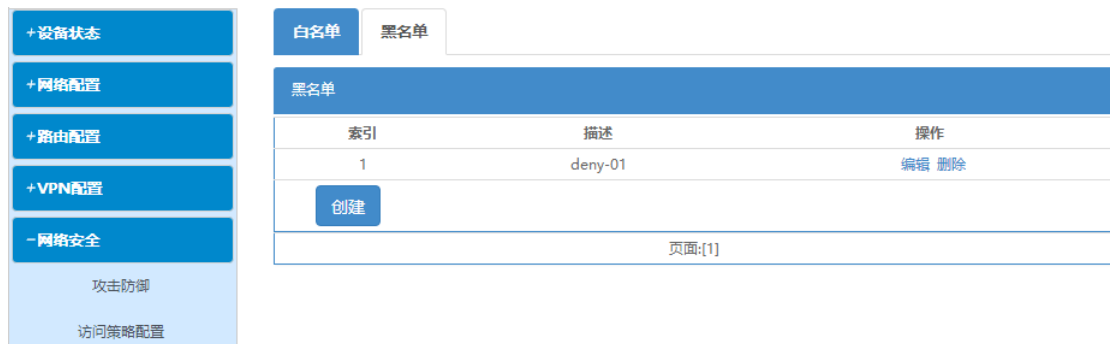 +设备状态
+网络配置
+路由配置
+VPN配置
-网络安全
攻击防御
访问策略配置
白名单 黑名单
黑名单
索引 描述 操作
1 deny-01 编辑 删除
创建
页面:[1]